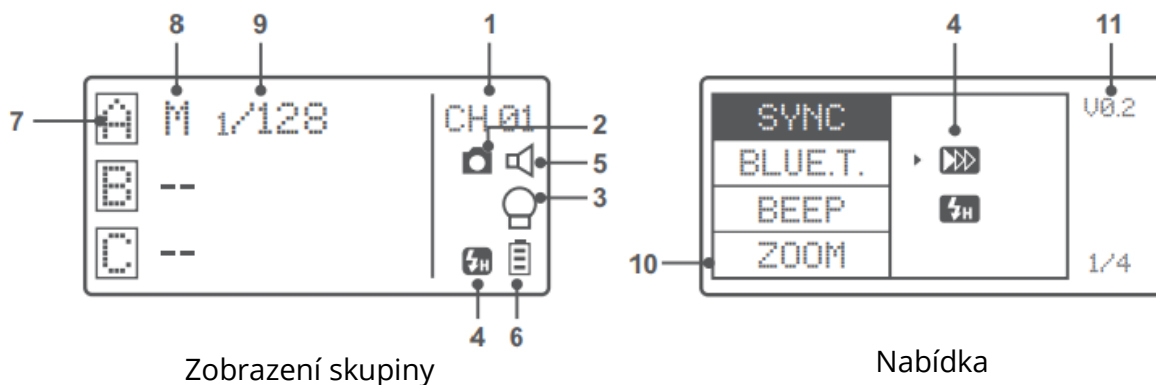 8 9 1
7 A M 1/128 CH 01
2
5
B --
3
C --
H
4 6
Zobrazení skupiny
4 11
SYNC V0.2
BLUE.T.
BEEP H
10 ZOOM 1/4
Nabídka